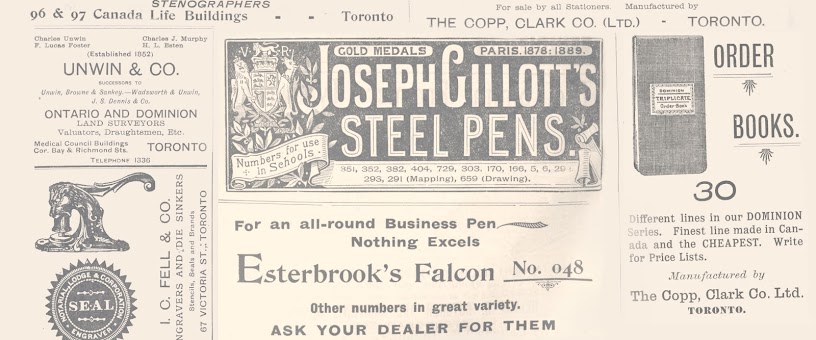 STENOGRAPHERS
96 & 97 Canada Life Buildings - - Toronto
For sale by all Stationers. Manufactured by
THE COPP, CLARK CO. (LTD.) - TORONTO.
Charles Unwin Charles J. Murphy
F. Lucas Foster H. L. Esten
(Established 1852)
UNWIN & CO.
SUCCESSORS TO
Unwin, Browne & Sankey.—Wadsworth & Unwin,
J. S. Dennis & Co.
ONTARIO AND DOMINION
LAND SURVEYORS
Valuators, Draughtsmen, Etc.
Medical Council Buildings
Cor. Bay & Richmond Sts. TORONTO
TELEPHONE 1336
I. C. FELL & CO.
ENGRAVERS AND DIE SINKERS
Stencils, Seals and Brands
67 VICTORIA ST., TORONTO
NOTARIAL, LODGE & CORPORATION
SEAL
ENGRAVER
V R
GOLD MEDALS PARIS, 1878: 1889.
JOSEPH GILLOTT'S
STEEL PENS.
Numbers for use
in Schools.
351, 352, 382, 404, 729, 303, 170, 166, 5, 6,
293, 291 (Mapping), 659 (Drawing).
For an all-round Business Pen
Nothing Excels
Esterbrook's Falcon No. 048
Other numbers in great variety.
ASK YOUR DEALER FOR THEM
DOMINION
TRIPLICATE
Order Book
ORDER
BOOKS.
30
Different lines in our DOMINION
Series. Finest line made in Can-
ada and the CHEAPEST. Write
for Price Lists.
Manufactured by
The Copp, Clark Co. Ltd.
TORONTO.